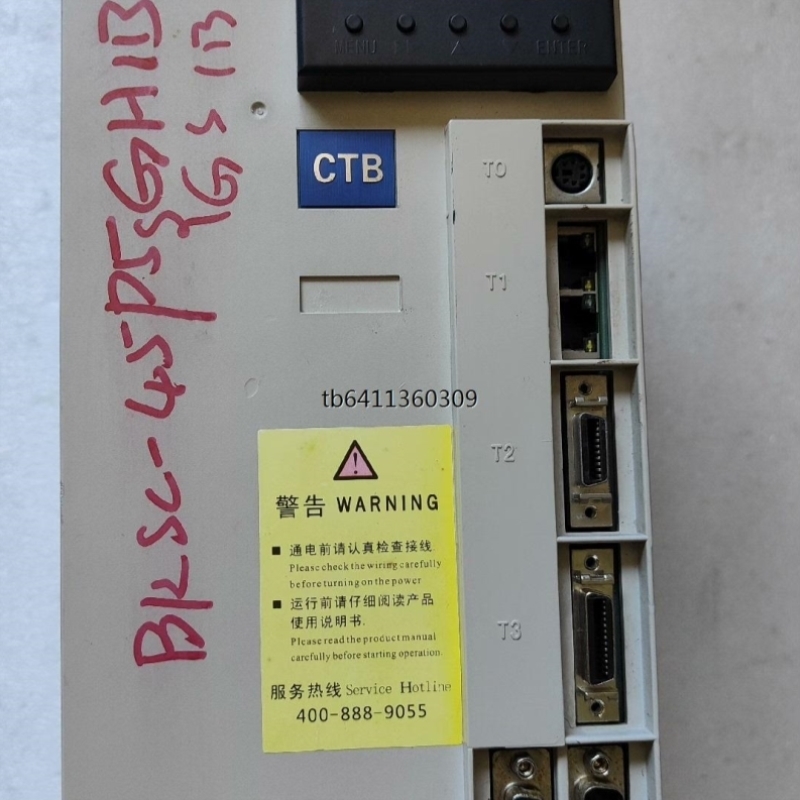 MENU
ENTER
CTB
T0
T1
T2
T3
BKSC-45P5GH1B
GS1B
tb6411360309
警告 WARNING
■ 通电前请认真检查接线
Please check the wiring carefully
before turning on the power
■ 运行前请仔细阅读产品
使用说明书.
Please read the product manual
carefully before starting operation.
服务热线 Service Hotline
400-888-9055